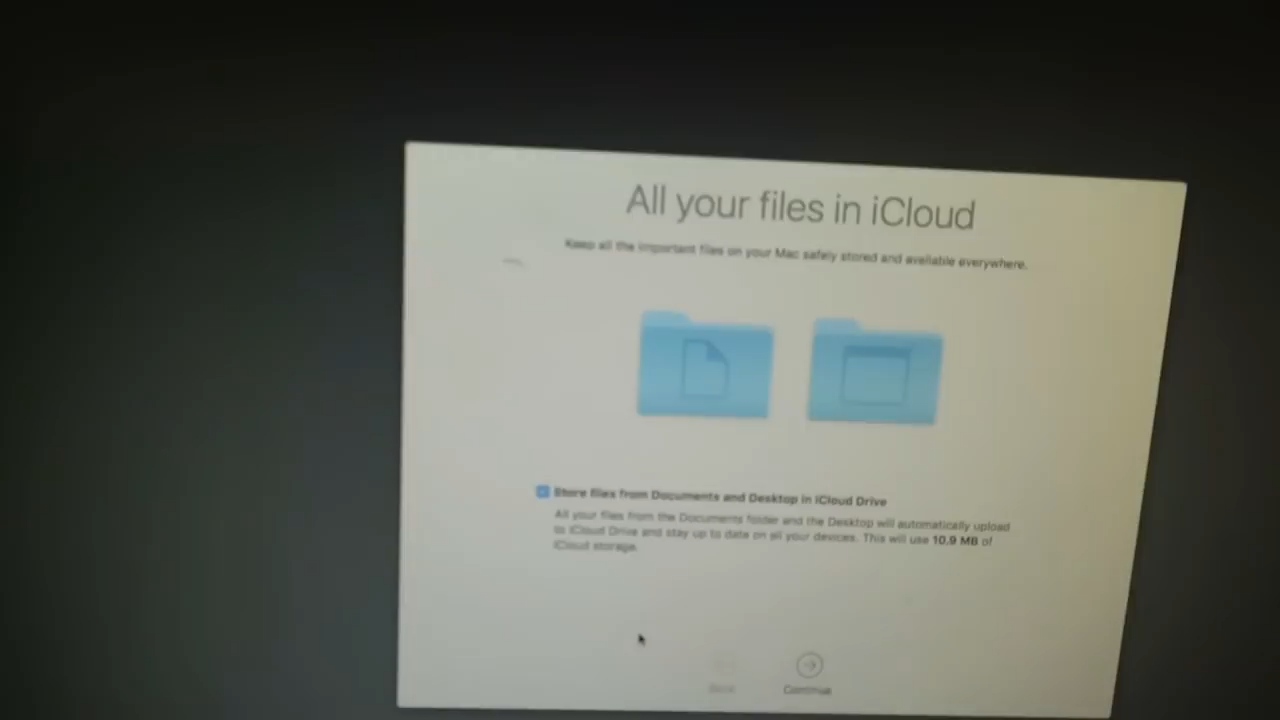 All your files in iCloud
Keep all the important files on your Mac safely stored and available everywhere.
Store files from Documents and Desktop in iCloud Drive
All your files from the Documents folder and the Desktop will automatically upload
to iCloud Drive and stay up to date on all your devices. This will use 10.9 MB of
iCloud storage.
Back
Continue